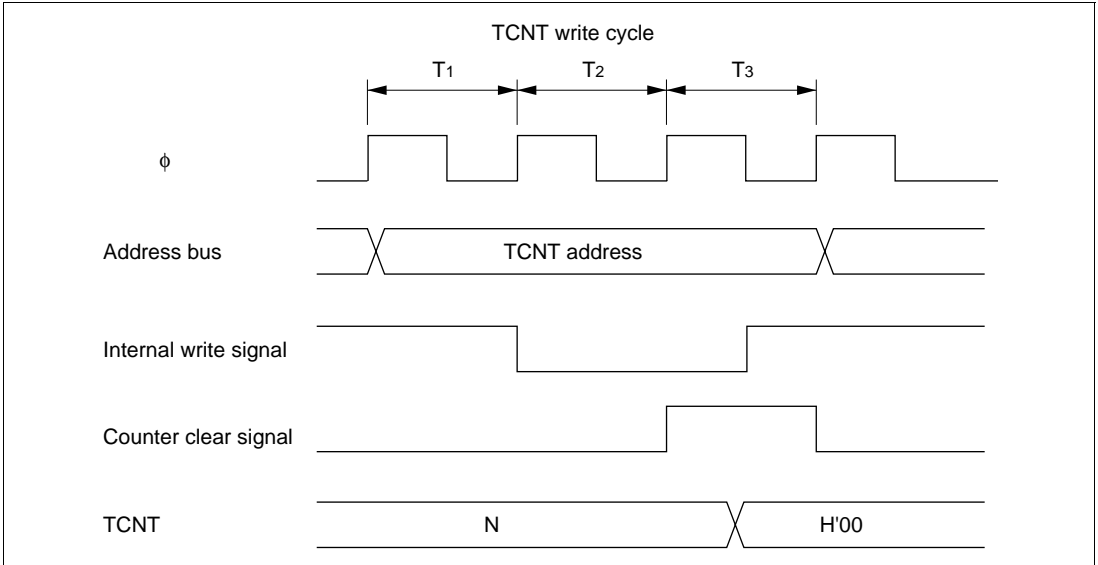 TCNT write cycle
T1 T2 T3
ϕ
Address bus TCNT address
Internal write signal
Counter clear signal
TCNT N H'00